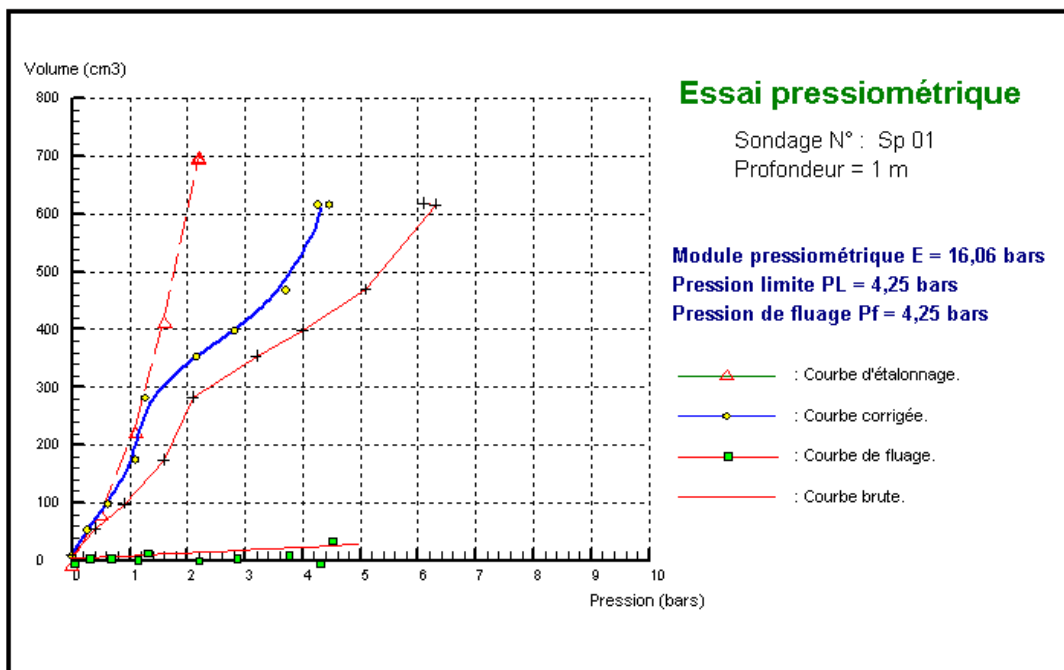 Volume (cm3)
800
700
600
500
400
300
200
100
0
0
1
2
3
4
5
6
7
8
9
10
Pression (bars)
Essai pressiométrique
Sondage N° : Sp 01
Profondeur = 1 m
Module pressiométrique E = 16,06 bars
Pression limite PL = 4,25 bars
Pression de fluage Pf = 4,25 bars
: Courbe d'étalonnage.
: Courbe corrigée.
: Courbe de fluage.
: Courbe brute.